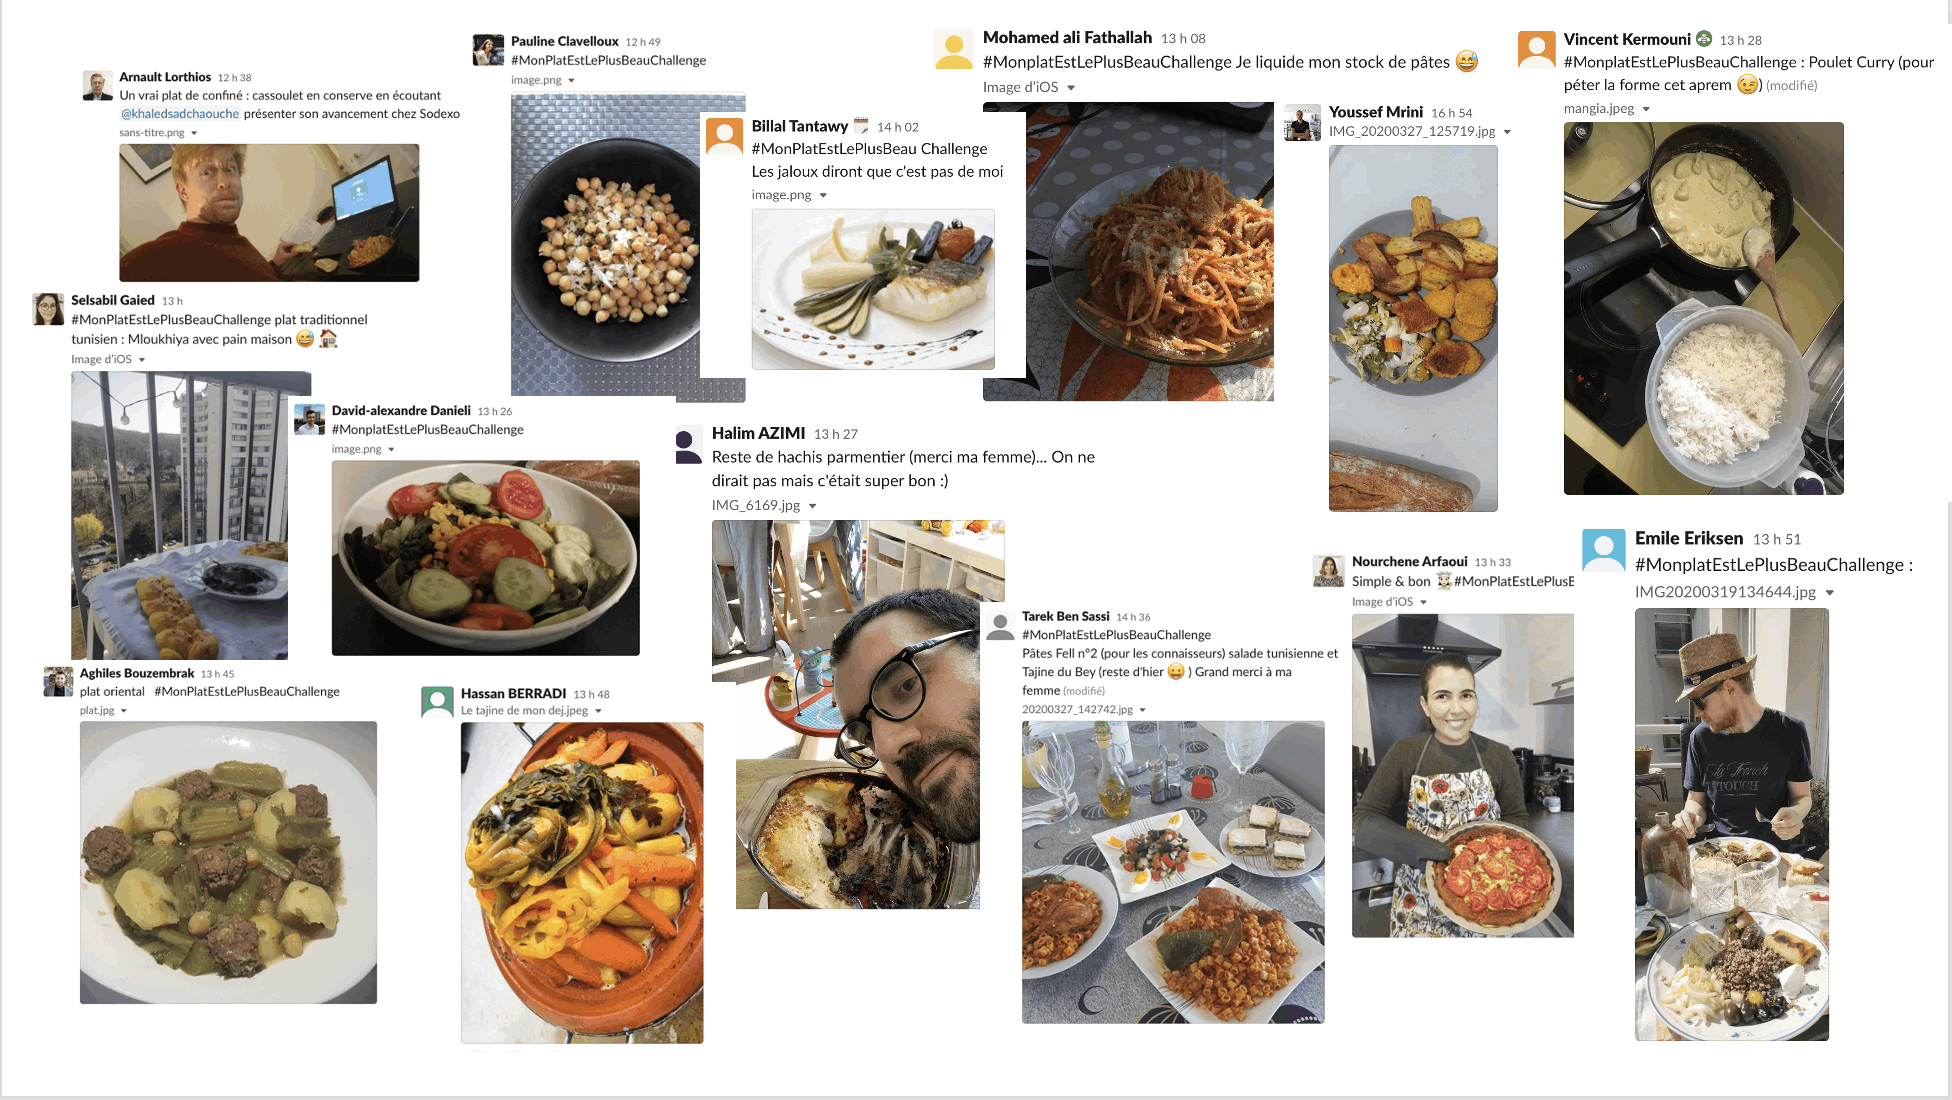 Arnault Lorthios 12 h 38
Un vrai plat de confiné : cassoulet en conserve en écoutant
@khaledsadchaouche présenter son avancement chez Sodexo
sans-titre.png
Pauline Clavelloux 12 h 49
#MonPlatEstLePlusBeauChallenge
image.png
Billal Tantawy 14 h 02
#MonPlatEstLePlusBeau Challenge
Les jaloux diront que c'est pas de moi
image.png
Mohamed ali Fathallah 13 h 08
#MonplatEstLePlusBeauChallenge Je liquide mon stock de pâtes 😅
Image d'iOS
Youssef Mrini 16 h 54
IMG_20200327_125719.jpg
Vincent Kermouni 13 h 28
#MonplatEstLePlusBeauChallenge : Poulet Curry (pour
péter la forme cet aprem 😉) (modifié)
mangia.jpeg
Selsabil Gaied 13 h
#MonPlatEstLePlusBeauChallenge plat traditionnel
tunisien : Mloukhiya avec pain maison 😅 🏠
Image d'iOS
David-alexandre Danieli 13 h 26
#MonplatEstLePlusBeauChallenge
image.png
Halim AZIMI 13 h 27
Reste de hachis parmentier (merci ma femme)... On ne
dirait pas mais c'était super bon :)
IMG_6169.jpg
Tarek Ben Sassi 14 h 36
#MonPlatEstLePlusBeauChallenge
Pâtes Fell n°2 (pour les connaisseurs) salade tunisienne et
Tajine du Bey (reste d'hier 😛 ) Grand merci à ma
femme (modifié)
20200327_142742.jpg
Nourchene Arfaoui 13 h 33
Simple & bon #MonPlatEstLePlusB
Image d'iOS
Emile Eriksen 13 h 51
#MonplatEstLePlusBeauChallenge :
IMG20200319134644.jpg
La French
TOUCH
Aghiles Bouzembrak 13 h 45
plat oriental #MonPlatEstLePlusBeauChallenge
plat.jpg
Hassan BERRADI 13 h 48
Le tajine de mon dej.jpeg